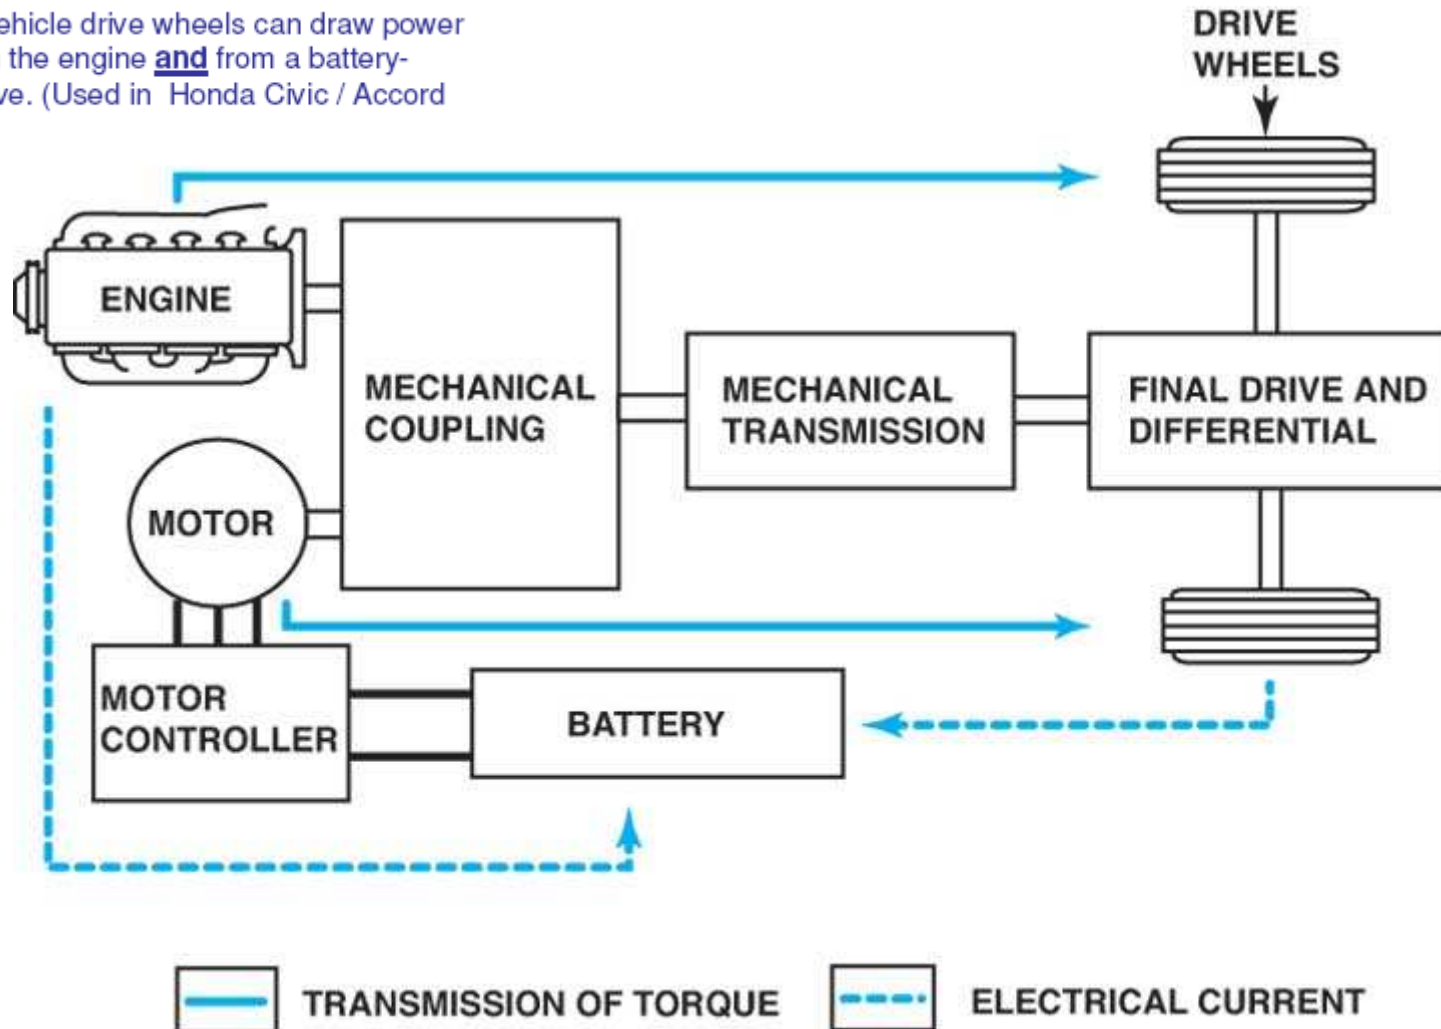 ehicle drive wheels can draw power
the engine and from a battery-
ve. (Used in Honda Civic / Accord
DRIVE
WHEELS
ENGINE
MECHANICAL
COUPLING
MECHANICAL
TRANSMISSION
FINAL DRIVE AND
DIFFERENTIAL
MOTOR
MOTOR
CONTROLLER
BATTERY
TRANSMISSION OF TORQUE
ELECTRICAL CURRENT